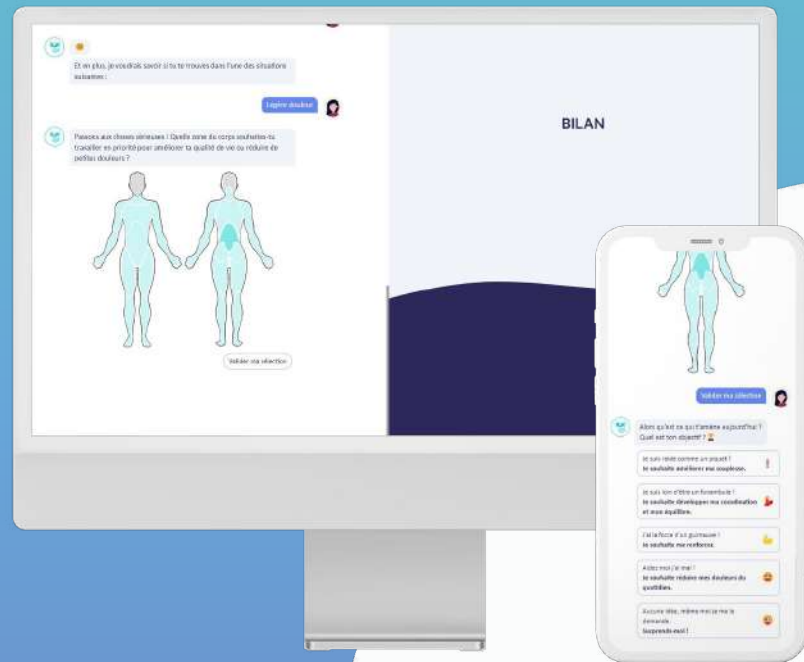 Et en plus, je voudrais savoir si tu te trouves dans l'une des situations
suivantes :
Légère douleur
Passons aux choses sérieuses ! Quelle zone du corps souhaites-tu
travailler en priorité pour améliorer ta qualité de vie ou réduire de
petites douleurs ?
Valider ma sélection
BILAN
Valider ma sélection
Alors qu'est ce qui t'amène aujourd'hui ?
Quel est ton objectif ? ⏳
Je suis raide comme un piquet !
Je souhaite améliorer ma souplesse.
Je suis loin d'être un funambule !
Je souhaite développer ma coordination
et mon équilibre.
J'ai la force d'un guimauve !
Je souhaite me renforcer.
Aidez moi j'ai mal !
Je souhaite réduire mes douleurs du
quotidien.
Aucune idée, même moi je me le
demande.
Surprends-moi !